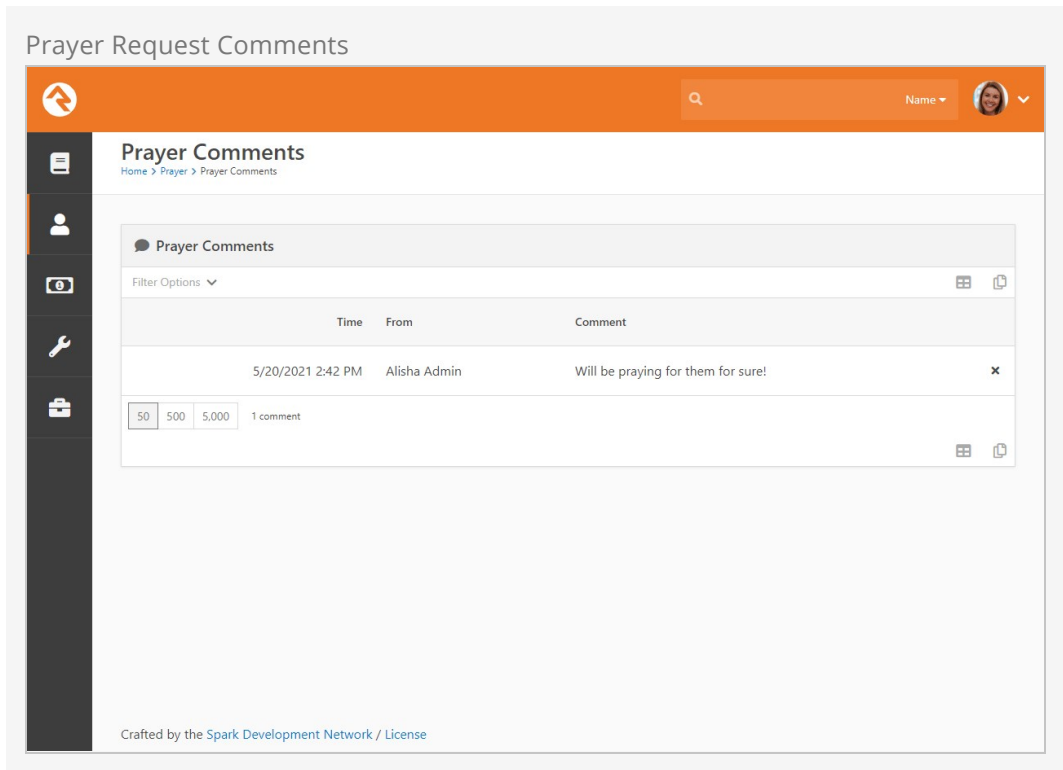 Prayer Request Comments
Name
Prayer Comments
Home > Prayer > Prayer Comments
Prayer Comments
Filter Options
Time From Comment
5/20/2021 2:42 PM Alisha Admin Will be praying for them for sure!
50 500 5,000 1 comment
Crafted by the Spark Development Network / License